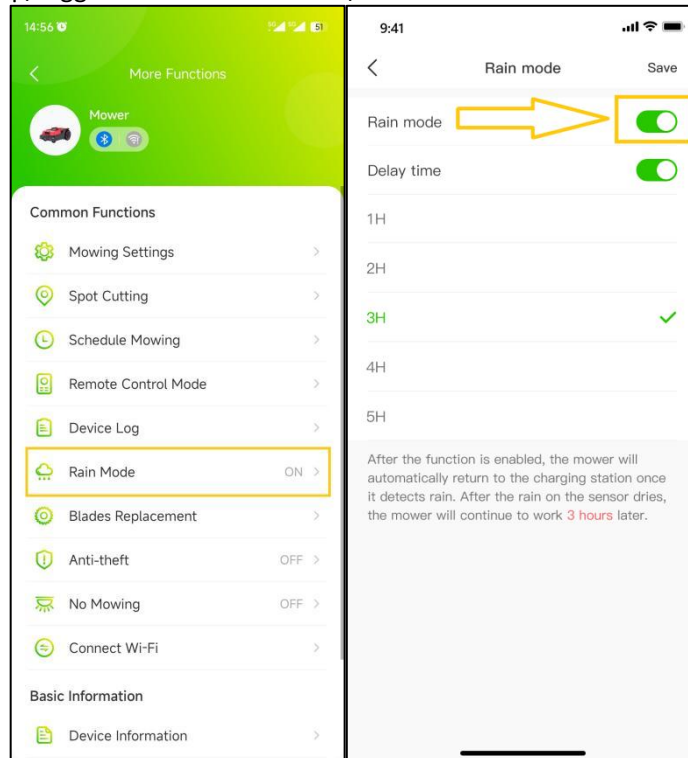 14:56
51
More Functions
Mower
Common Functions
Mowing Settings
Spot Cutting
Schedule Mowing
Remote Control Mode
Device Log
Rain Mode ON
Blades Replacement
Anti-theft OFF
No Mowing OFF
Connect Wi-Fi
Basic Information
Device Information
9:41
Rain mode Save
Rain mode
Delay time
1H
2H
3H
4H
5H
After the function is enabled, the mower will
automatically return to the charging station once
it detects rain. After the rain on the sensor dries,
the mower will continue to work 3 hours later.